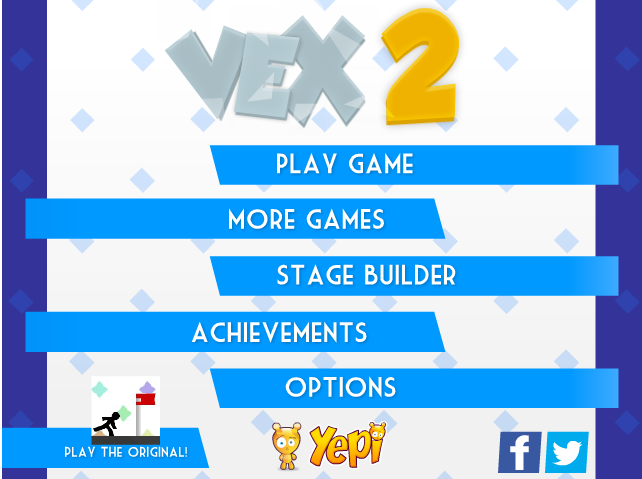 VEX 2
PLAY GAME
MORE GAMES
STAGE BUILDER
ACHIEVEMENTS
OPTIONS
PLAY THE ORIGINAL!
Yepi
f